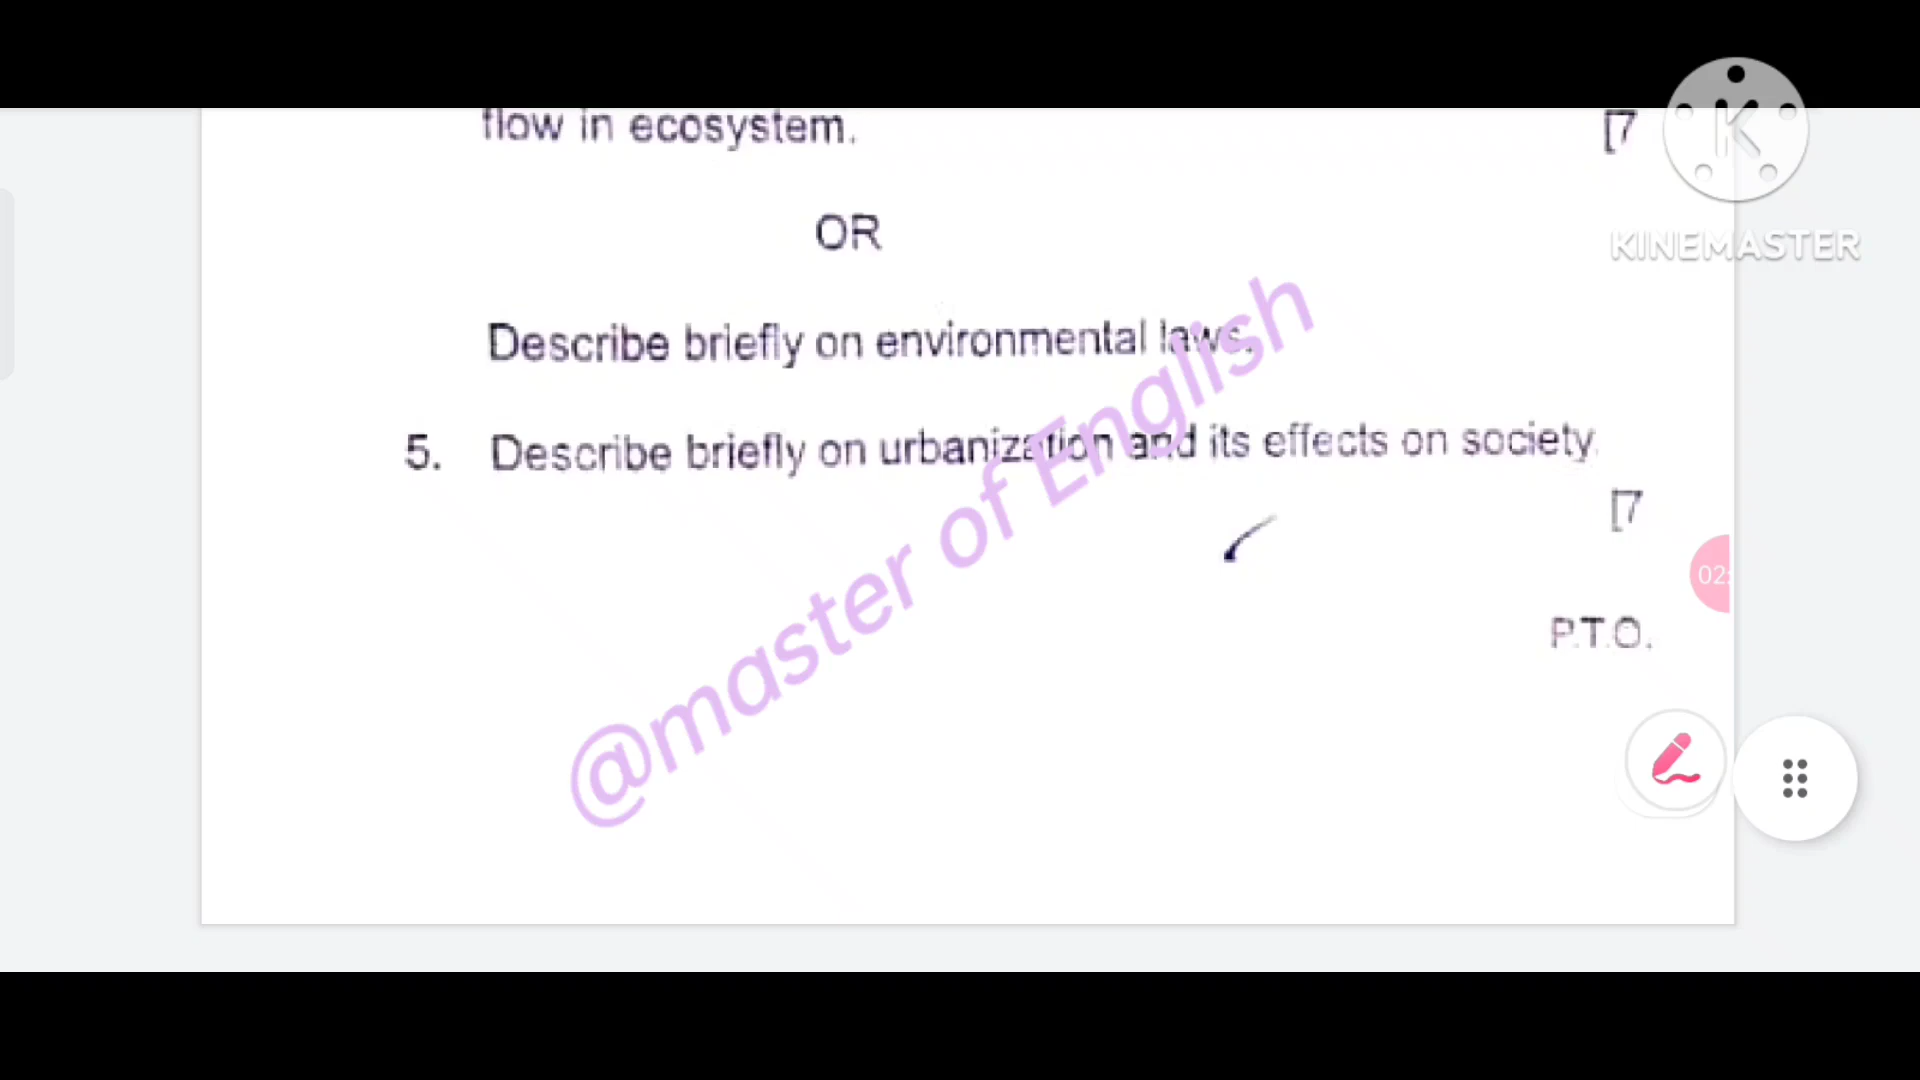 flow in ecosystem.
[7
OR
KINEMASTER
Describe briefly on environmental laws.
5. Describe briefly on urbanization and its effects on society.
[7
02:
P.T.O.
@master of English